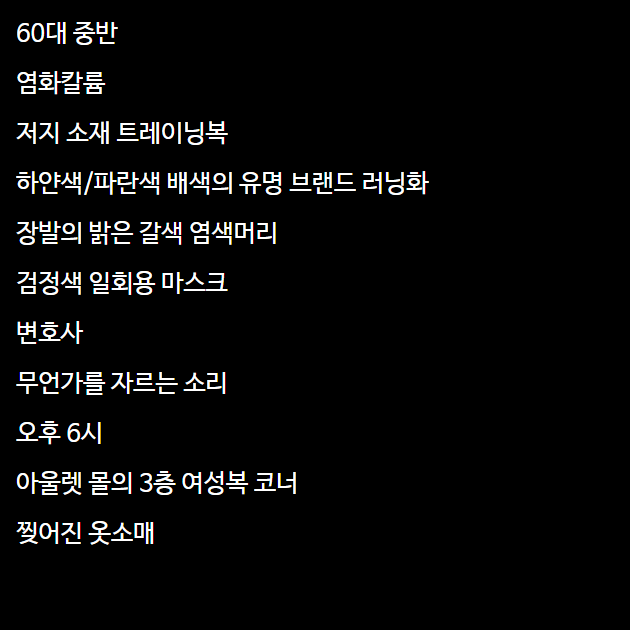 60대 중반
염화칼륨
저지 소재 트레이닝복
하얀색/파란색 배색의 유명 브랜드 러닝화
장발의 밝은 갈색 염색머리
검정색 일회용 마스크
변호사
무언가를 자르는 소리
오후 6시
아울렛 몰의 3층 여성복 코너
찢어진 옷소매